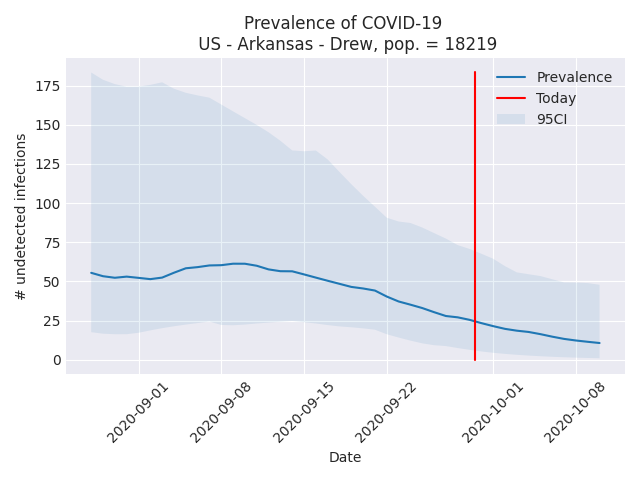 Prevalence of COVID-19
US - Arkansas - Drew, pop. = 18219
Prevalence
Today
95CI
# undetected infections
175
150
125
100
75
50
25
0
2020-09-01
2020-09-08
2020-09-15
2020-09-22
2020-10-01
2020-10-08
Date